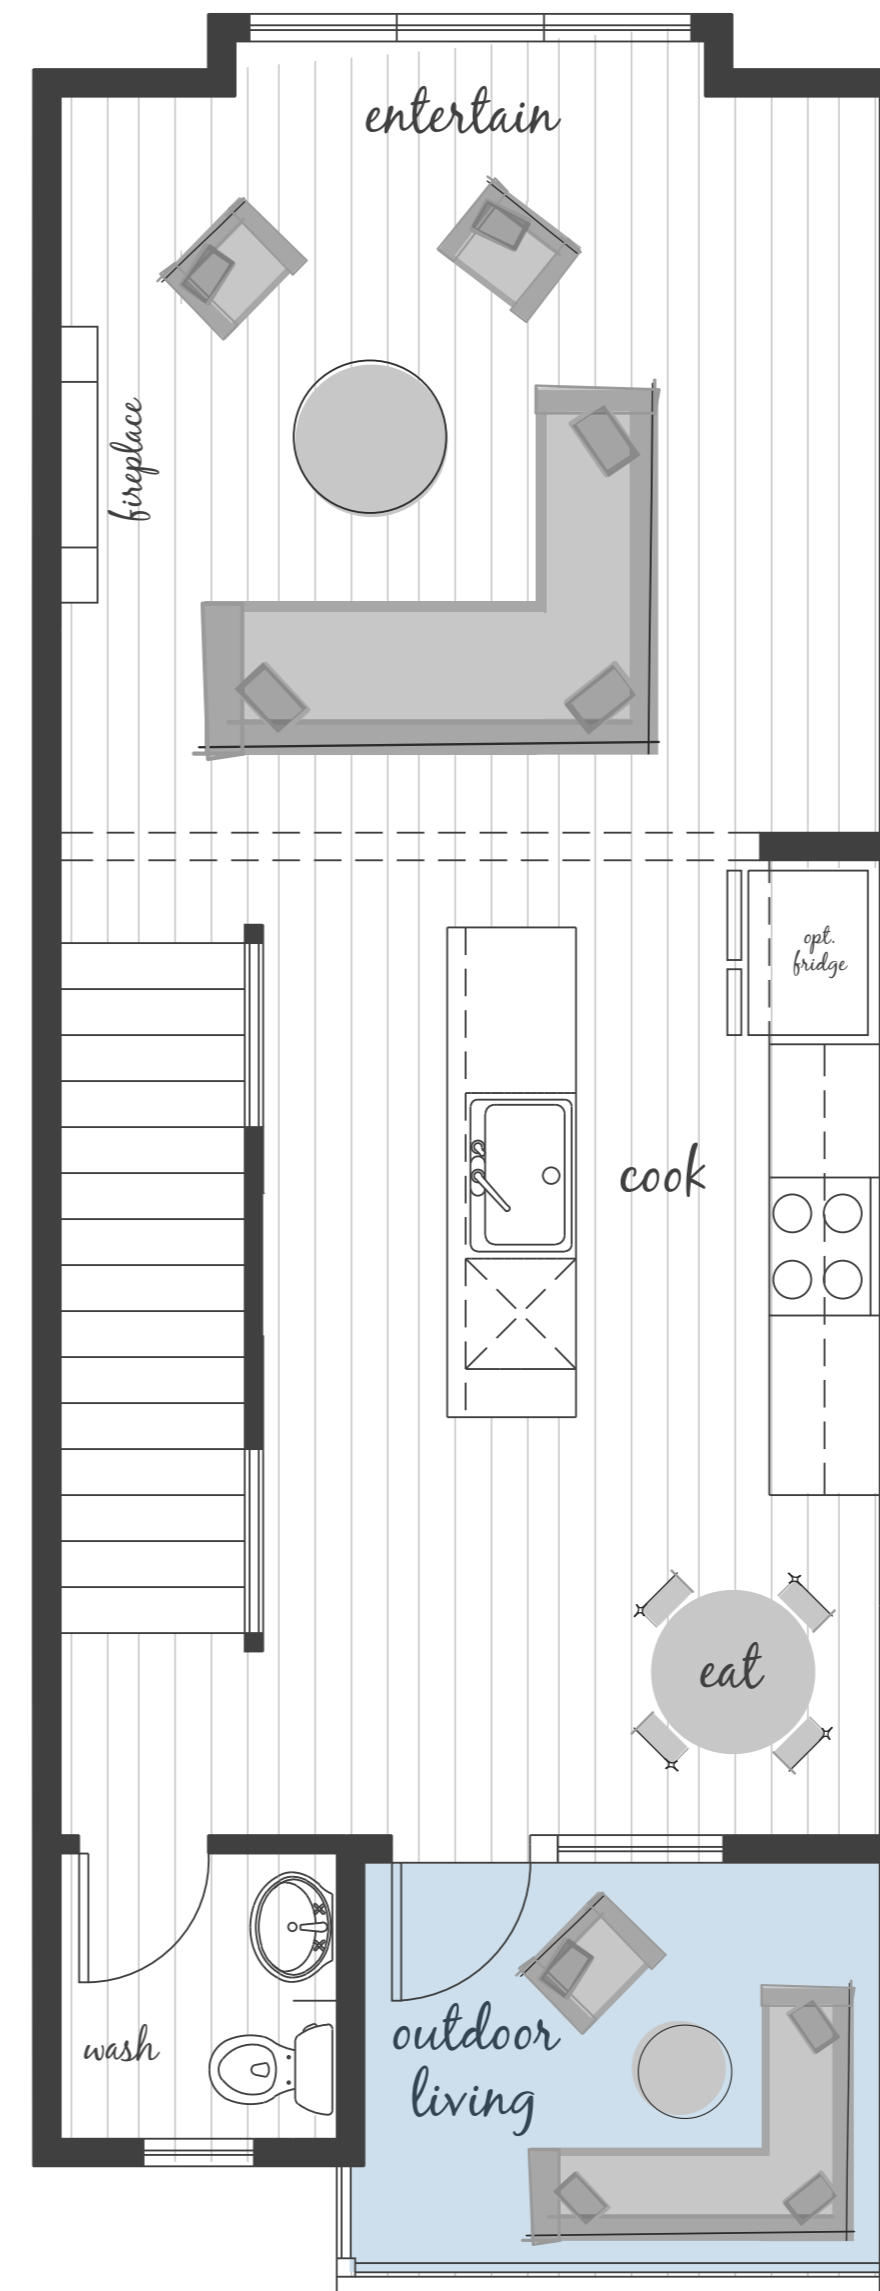 entertain
fireplace
opt.
fridge
cook
eat
wash
outdoor
living